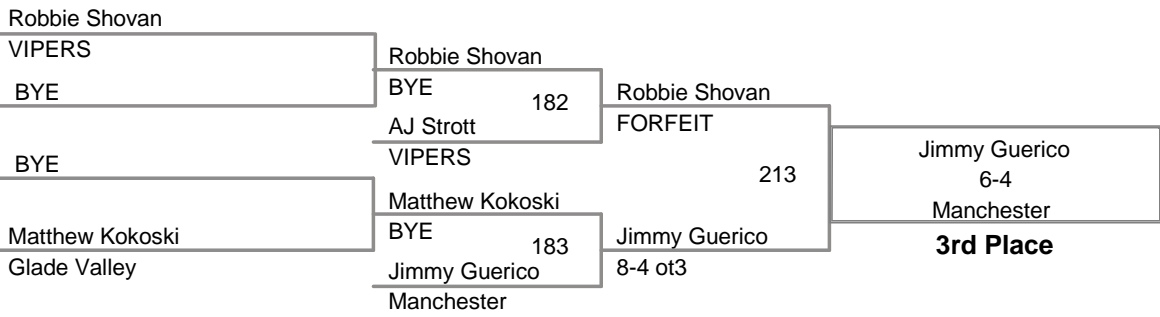 Robbie Shovan
VIPERS
BYE
BYE
Matthew Kokoski
Glade Valley
Robbie Shovan
BYE
182
AJ Strott
VIPERS
Matthew Kokoski
BYE
183
Jimmy Guerico
Manchester
Robbie Shovan
FORFEIT
213
Jimmy Guerico
8-4 ot3
Jimmy Guerico
6-4
Manchester
3rd Place